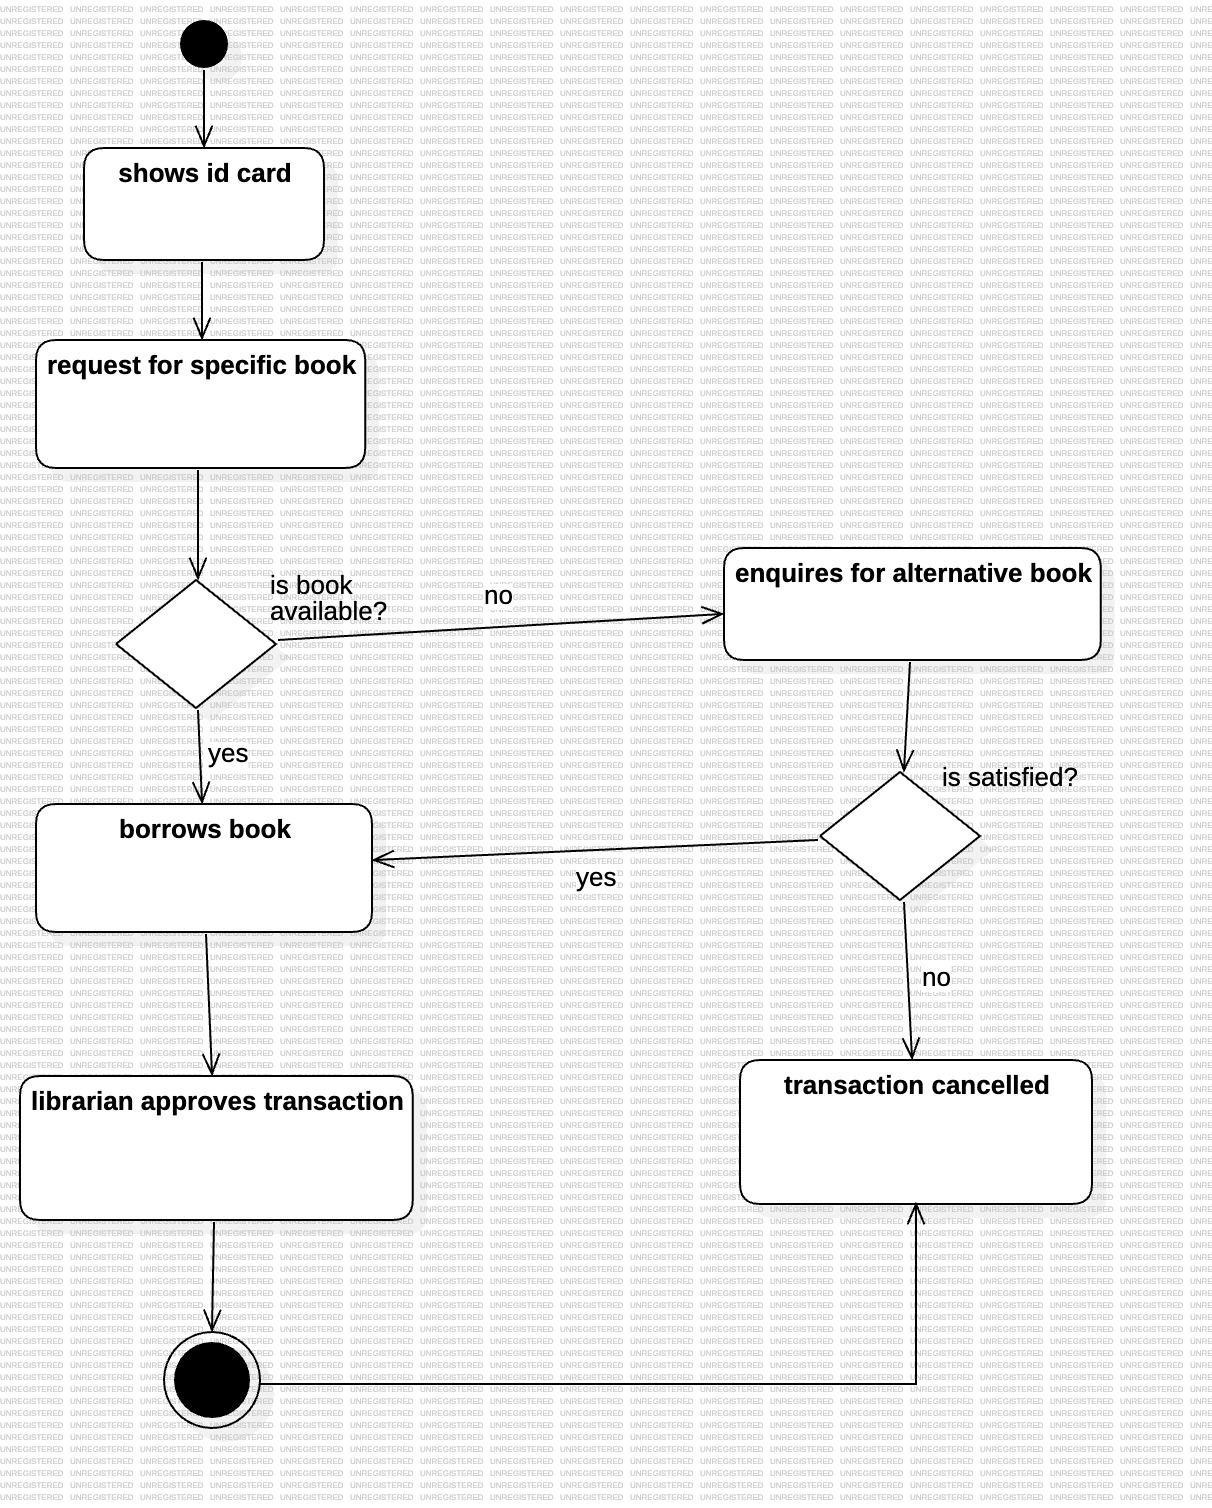 shows id card
request for specific book
is book
available?
no
enquires for alternative book
yes
is satisfied?
borrows book
yes
no
librarian approves transaction
transaction cancelled
UNREGISTERED